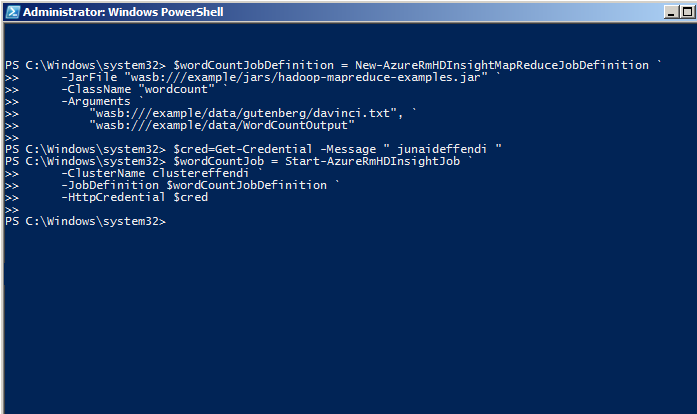 Administrator: Windows PowerShell
PS C:\Windows\system32> $wordCountJobDefinition = New-AzureRmHDInsightMapReduceJobDefinition `
>>     -JarFile "wasb:///example/jars/hadoop-mapreduce-examples.jar" `
>>     -ClassName "wordcount" `
>>     -Arguments `
>>         "wasb:///example/data/gutenberg/davinci.txt", `
>>         "wasb:///example/data/WordCountOutput"
>>
PS C:\Windows\system32> $cred=Get-Credential -Message " junaideffendi "
PS C:\Windows\system32> $wordCountJob = Start-AzureRmHDInsightJob `
>>     -ClusterName clustereffendi `
>>     -JobDefinition $wordCountJobDefinition `
>>     -HttpCredential $cred
>>
PS C:\Windows\system32>